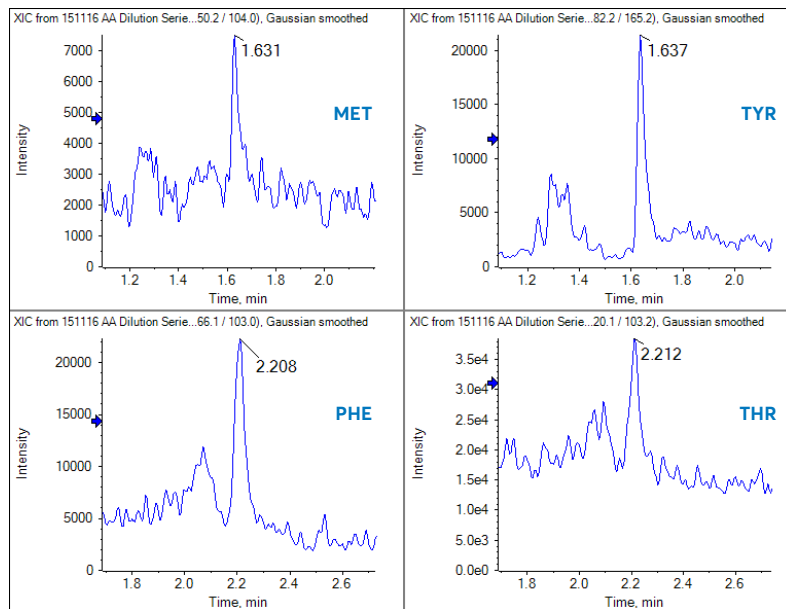 XIC from 151116 AA Dilution Serie...50.2 / 104.0), Gaussian smoothed
7000
6000
5000
4000
3000
2000
1000
0
Intensity
1.631
MET
1.2 1.4 1.6 1.8 2.0
Time, min
XIC from 151116 AA Dilution Serie...82.2 / 165.2), Gaussian smoothed
20000
15000
10000
5000
0
Intensity
1.637
TYR
1.2 1.4 1.6 1.8 2.0
Time, min
XIC from 151116 AA Dilution Serie...66.1 / 103.0), Gaussian smoothed
20000
15000
10000
5000
0
Intensity
2.208
PHE
1.8 2.0 2.2 2.4 2.6
Time, min
XIC from 151116 AA Dilution Serie...20.1 / 103.2), Gaussian smoothed
3.5e4
3.0e4
2.5e4
2.0e4
1.5e4
1.0e4
5.0e3
0.0e0
Intensity
2.212
THR
1.8 2.0 2.2 2.4 2.6
Time, min